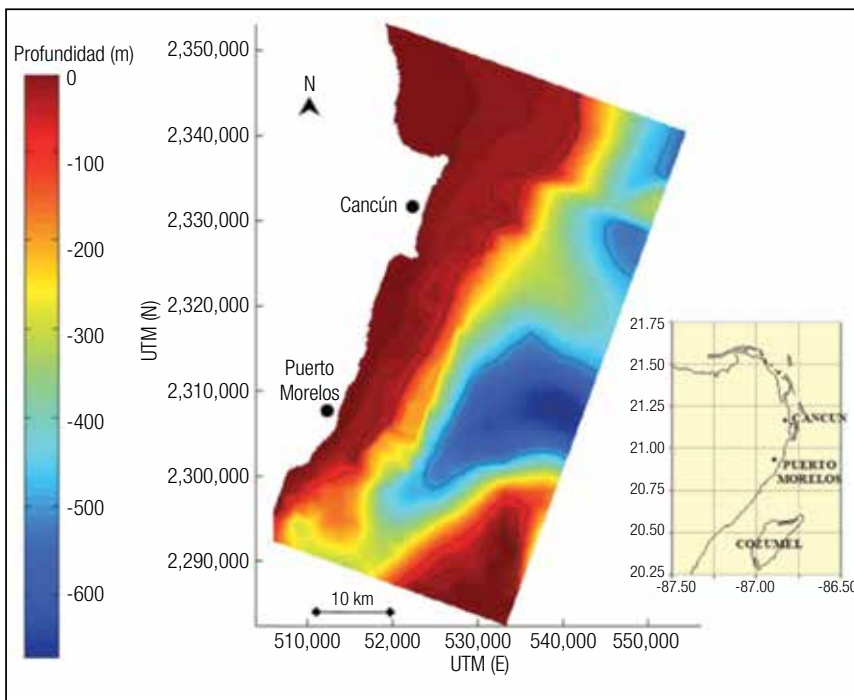 Profundidad (m)
0
-100
-200
-300
-400
-500
-600
UTM (N)
2,350,000
2,340,000
2,330,000
2,320,000
2,310,000
2,300,000
2,290,000
N
Cancún
Puerto
Morelos
10 km
510,000 52,000 530,000 540,000 550,000
UTM (E)
21.75
21.50
21.25
21.00
20.75
20.50
20.25
CANCUN
PUERTO
MORELOS
COZUMEL
-87.50 -87.00 -86.50